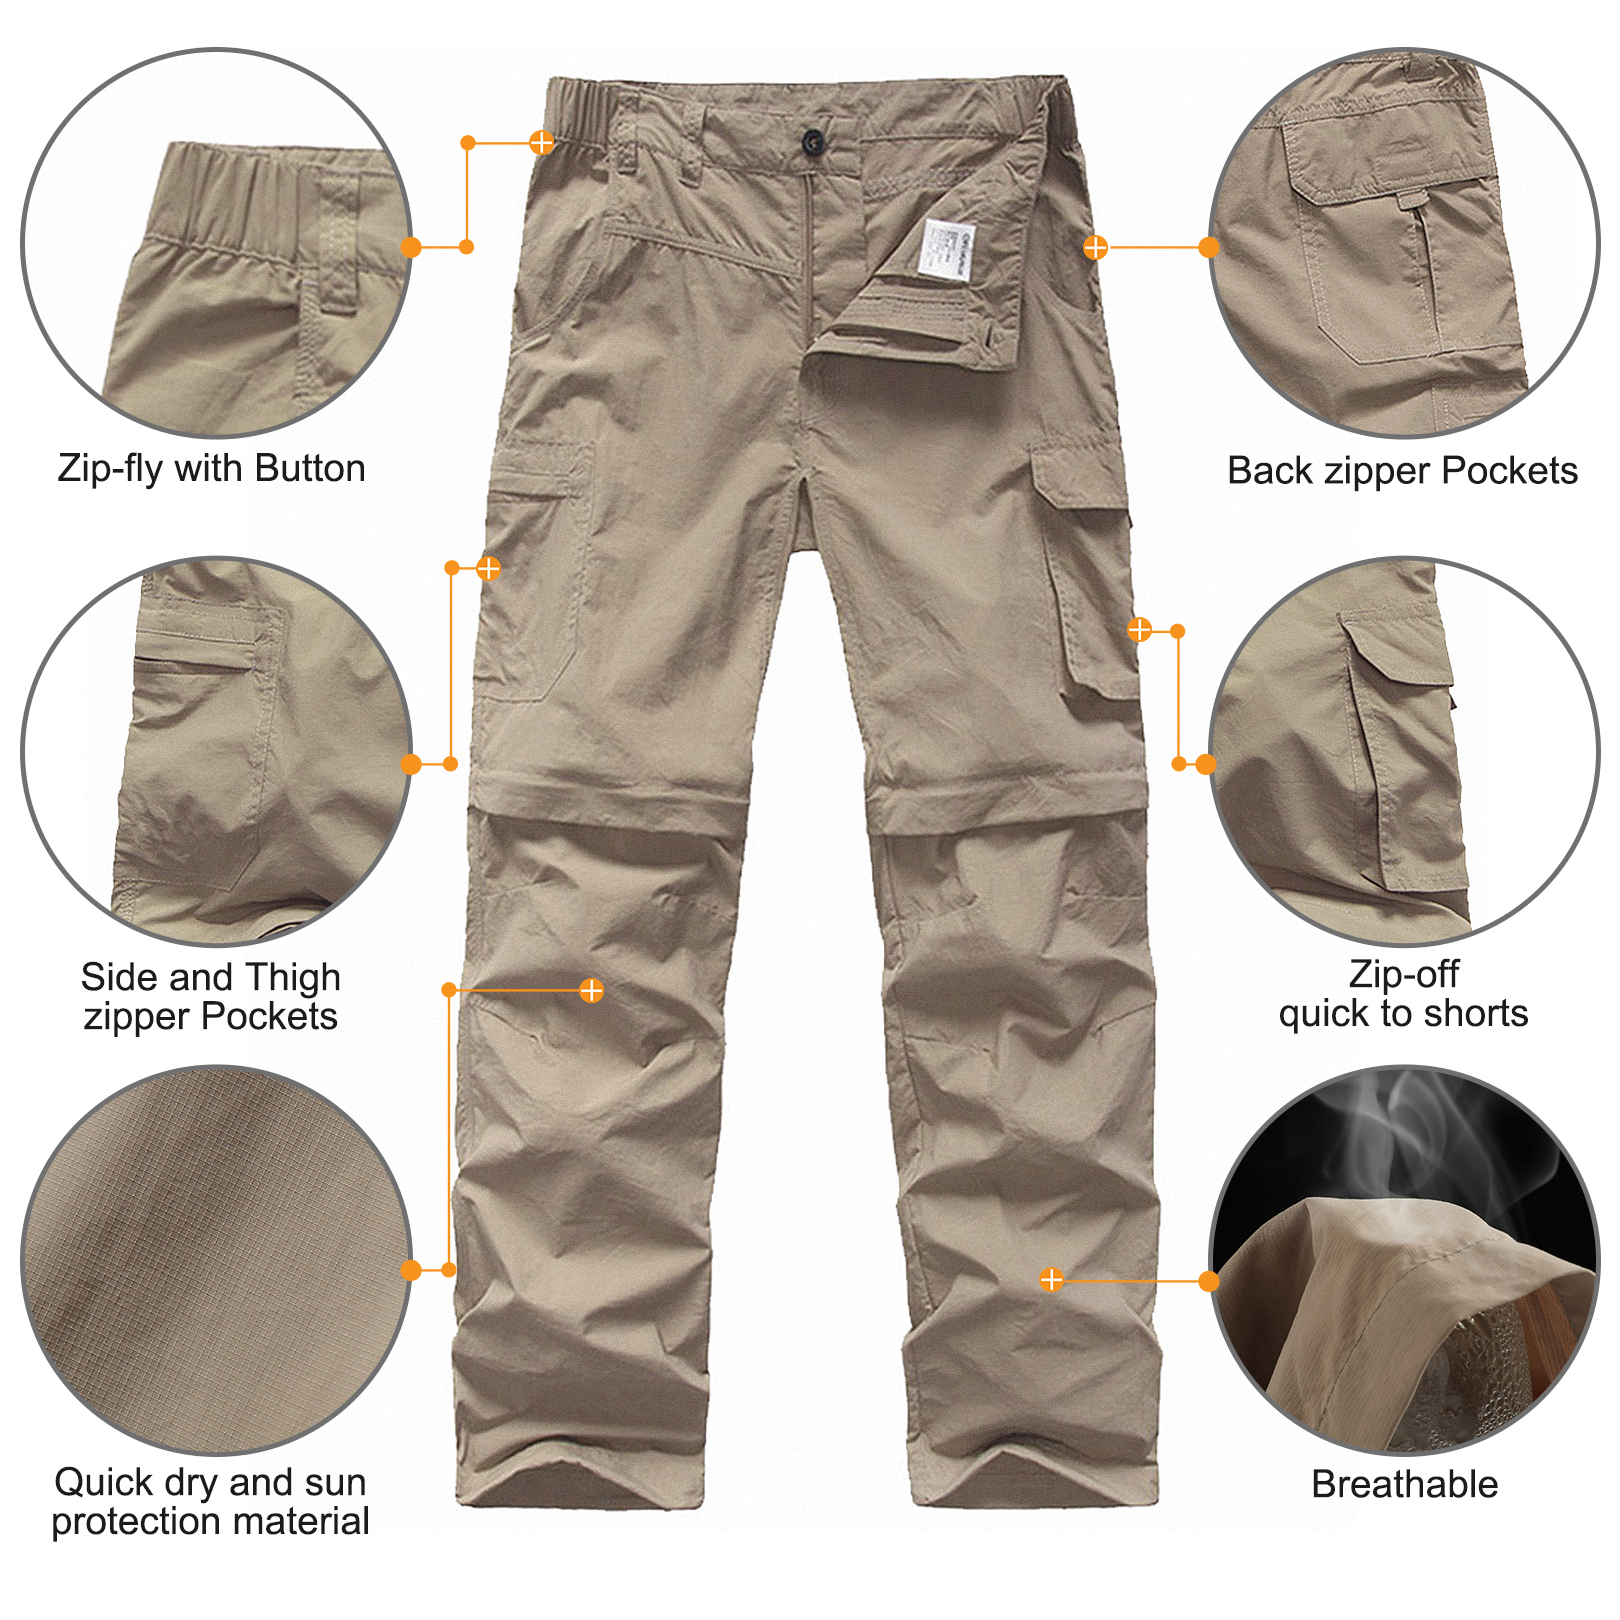 Zip-fly with Button
Back zipper Pockets
Side and Thigh
zipper Pockets
Zip-off
quick to shorts
Quick dry and sun
protection material
Breathable